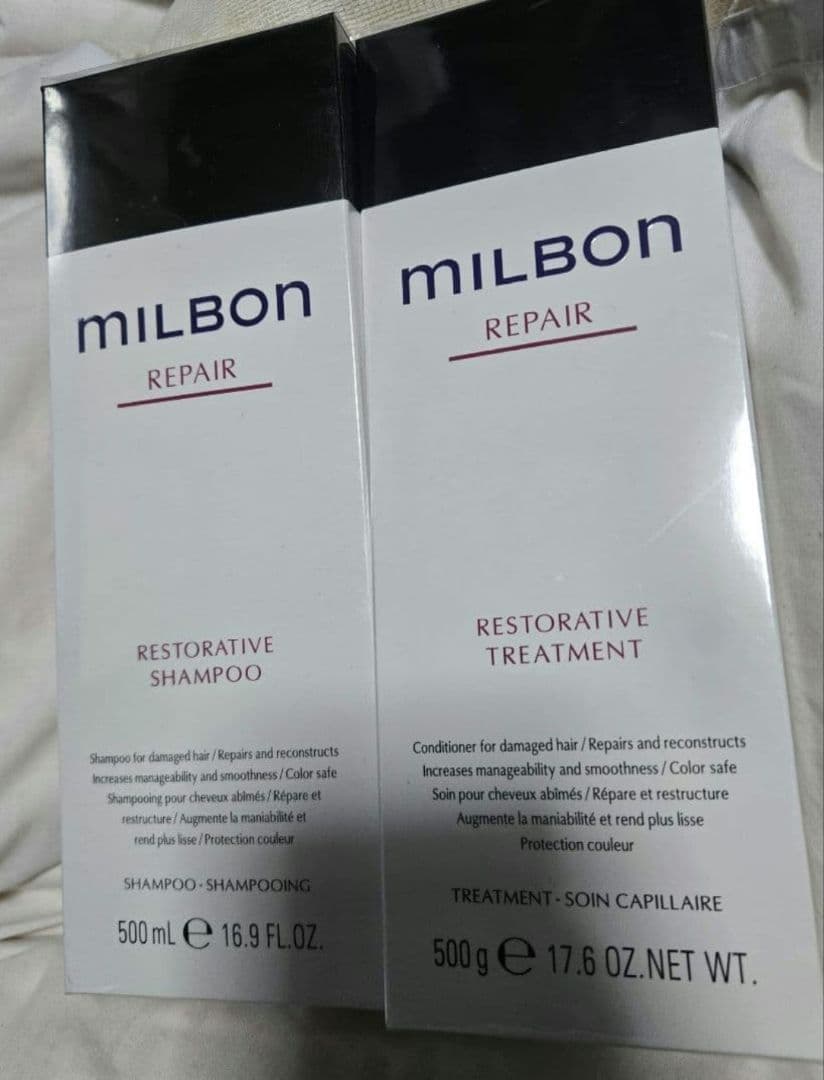 mILBon
REPAIR
RESTORATIVE
SHAMPOO
Shampoo for damaged hair / Repairs and reconstructs
Increases manageability and smoothness / Color safe
Shampooing pour cheveux abîmés / Répare et
restructure / Augmente la maniabilité et
rend plus lisse / Protection couleur
SHAMPOO - SHAMPOOING
500 mL ℮ 16.9 FL.OZ.
mILBon
REPAIR
RESTORATIVE
TREATMENT
Conditioner for damaged hair / Repairs and reconstructs
Increases manageability and smoothness / Color safe
Soin pour cheveux abîmés / Répare et restructure
Augmente la maniabilité et rend plus lisse
Protection couleur
TREATMENT - SOIN CAPILLAIRE
500 g ℮ 17.6 OZ.NET WT.